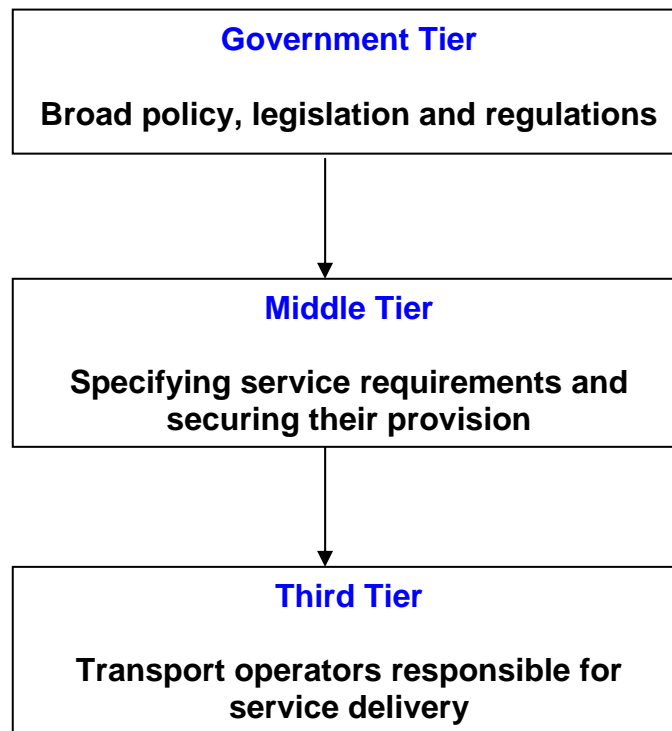 Government Tier
Broad policy, legislation and regulations
Middle Tier
Specifying service requirements and
securing their provision
Third Tier
Transport operators responsible for
service delivery